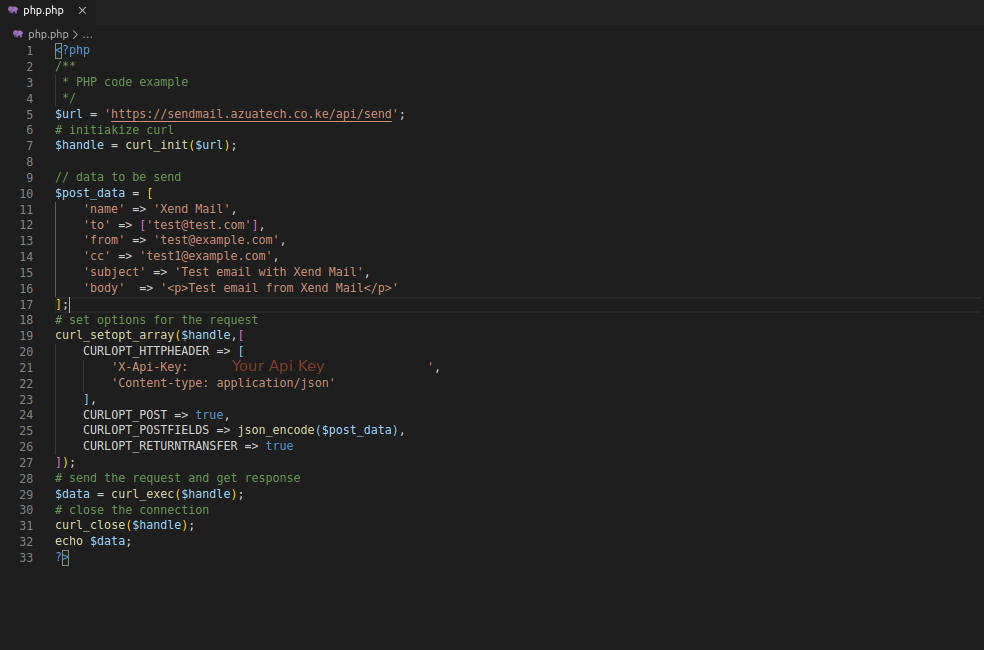 php.php ×
php.php > ...
1 <?php
2 /**
3  * PHP code example
4  */
5 $url = 'https://sendmail.azuatech.co.ke/api/send';
6 # initiakize curl
7 $handle = curl_init($url);
8
9 // data to be send
10 $post_data = [
11     'name' => 'Xend Mail',
12     'to' => ['test@test.com'],
13     'from' => 'test@example.com',
14     'cc' => 'test1@example.com',
15     'subject' => 'Test email with Xend Mail',
16     'body'  => '<p>Test email from Xend Mail</p>'
17 ];
18 # set options for the request
19 curl_setopt_array($handle,[
20     CURLOPT_HTTPHEADER => [
21         'X-Api-Key: Your Api Key ',
22         'Content-type: application/json'
23     ],
24     CURLOPT_POST => true,
25     CURLOPT_POSTFIELDS => json_encode($post_data),
26     CURLOPT_RETURNTRANSFER => true
27 ]);
28 # send the request and get response
29 $data = curl_exec($handle);
30 # close the connection
31 curl_close($handle);
32 echo $data;
33 ?>